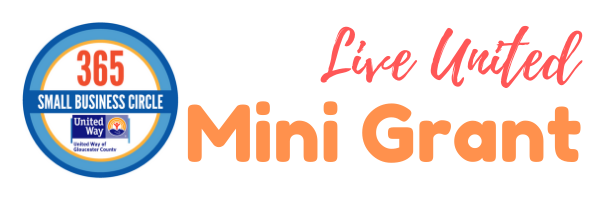 365
SMALL BUSINESS CIRCLE
United
Way
United Way of
Gloucester County
Live United
Mini Grant